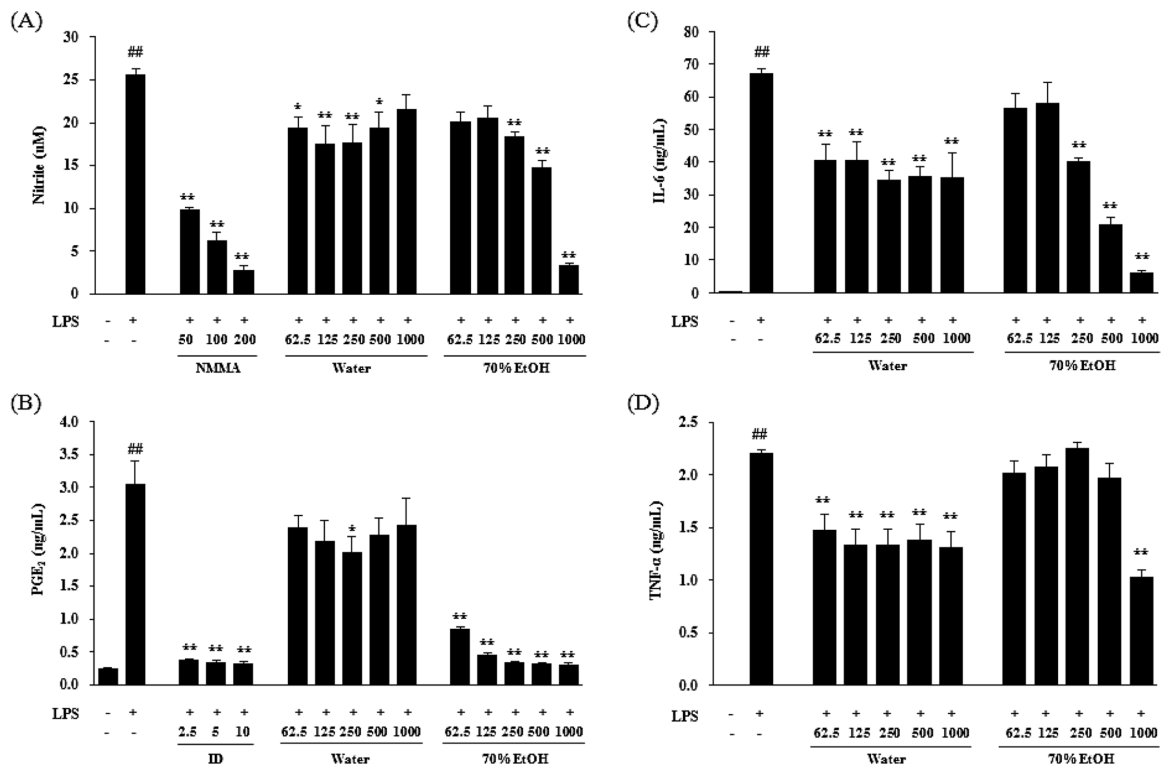 (A)
Nitrite (uM)
30
25
20
15
10
5
0
## ** ** ** * ** ** * ** ** **
LPS - + + + + + + + + + + + + + +
- - 50 100 200 62.5 125 250 500 1000 62.5 125 250 500 1000
NMMA Water 70% EtOH
(C)
IL-6 (ng/mL)
80
70
60
50
40
30
20
10
0
## ** ** ** ** ** ** ** **
LPS - + + + + + + + + + + +
- - 62.5 125 250 500 1000 62.5 125 250 500 1000
Water 70% EtOH
(B)
PGE2 (ng/mL)
4.0
3.5
3.0
2.5
2.0
1.5
1.0
0.5
0.0
## ** ** ** * ** ** ** ** **
LPS - + + + + + + + + + + + + + +
- - 2.5 5 10 62.5 125 250 500 1000 62.5 125 250 500 1000
ID Water 70% EtOH
(D)
TNF-α (ng/mL)
2.5
2.0
1.5
1.0
0.5
0.0
## ** ** ** ** ** **
LPS - + + + + + + + + + + +
- - 62.5 125 250 500 1000 62.5 125 250 500 1000
Water 70% EtOH